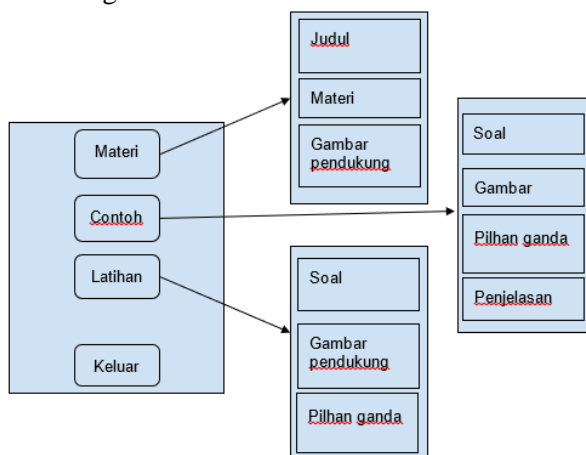 Materi
Contoh
Latihan
Keluar
Judul
Materi
Gambar
pendukung
Soal
Gambar
Pilhan ganda
Penjelasan
Soal
Gambar
pendukung
Pilhan ganda